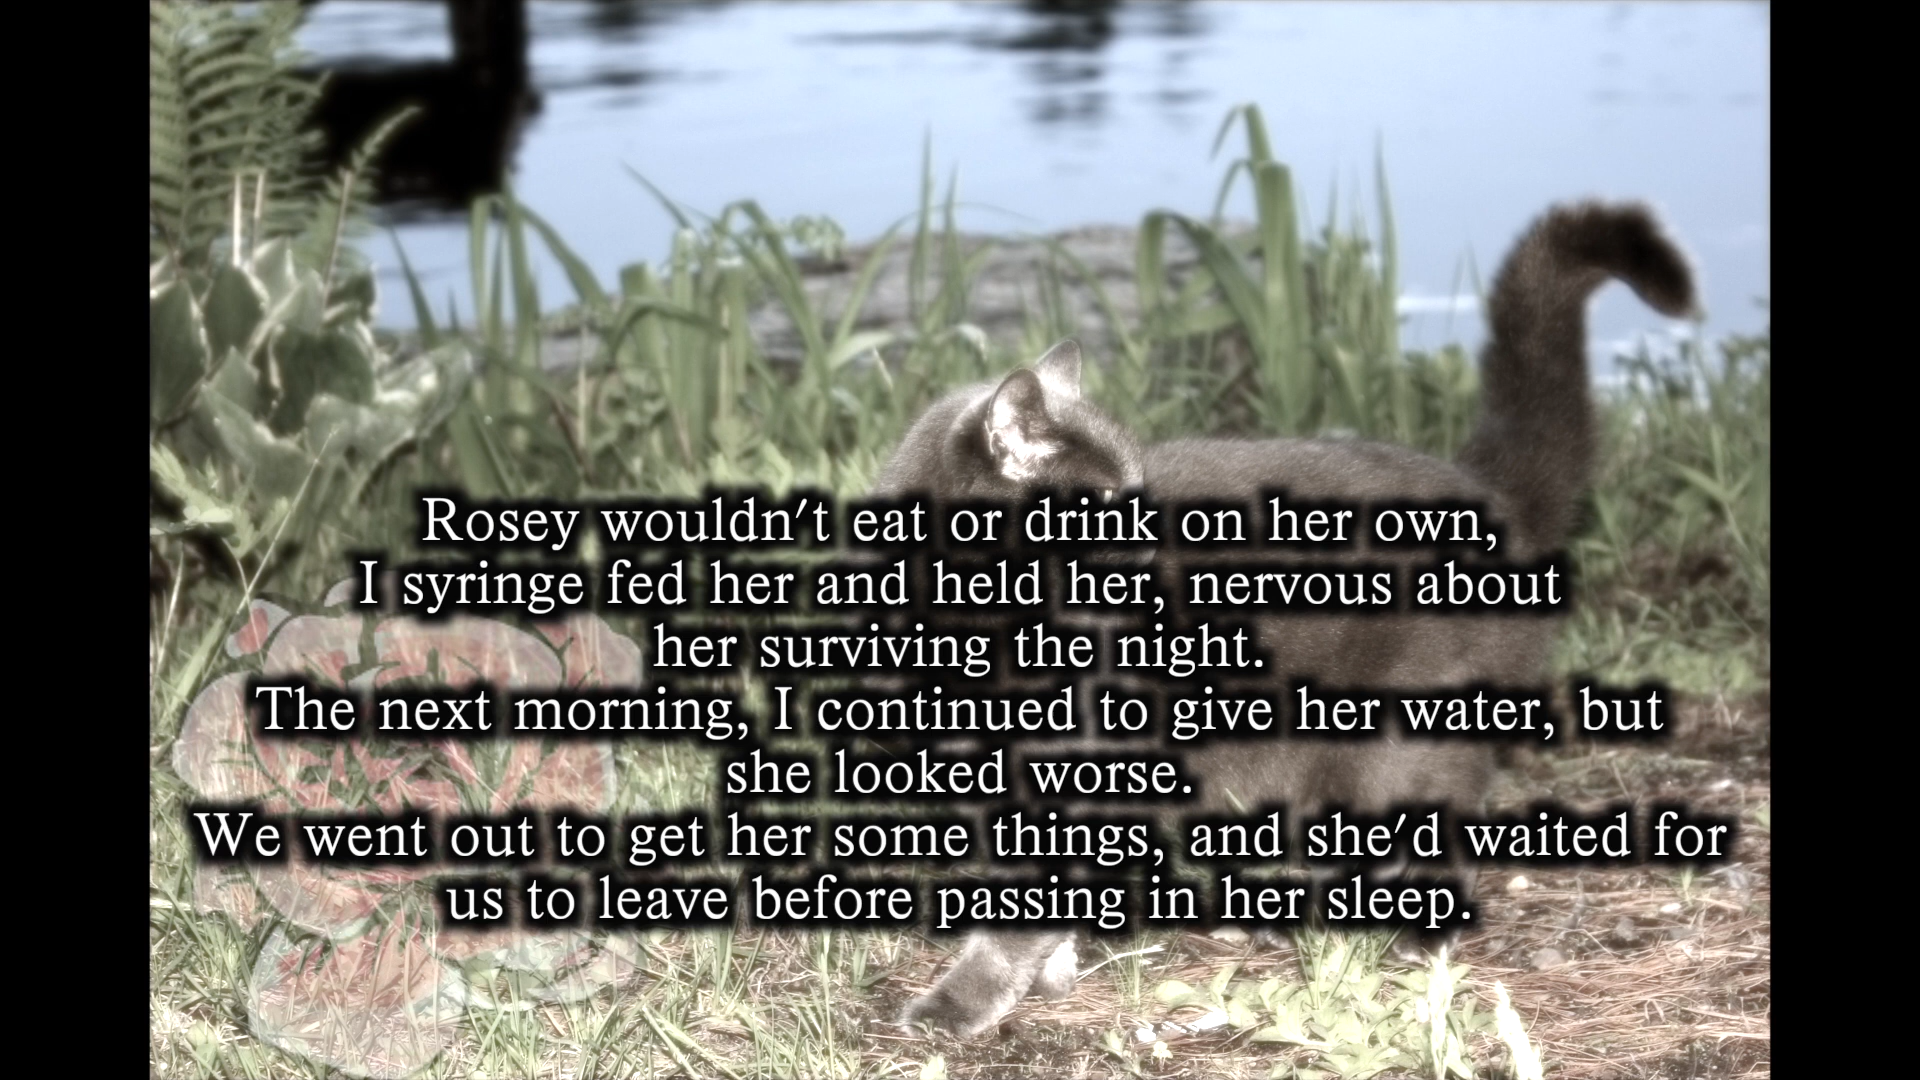 Rosey wouldn't eat or drink on her own,
I syringe fed her and held her, nervous about
her surviving the night.
The next morning, I continued to give her water, but
she looked worse.
We went out to get her some things, and she'd waited for
us to leave before passing in her sleep.